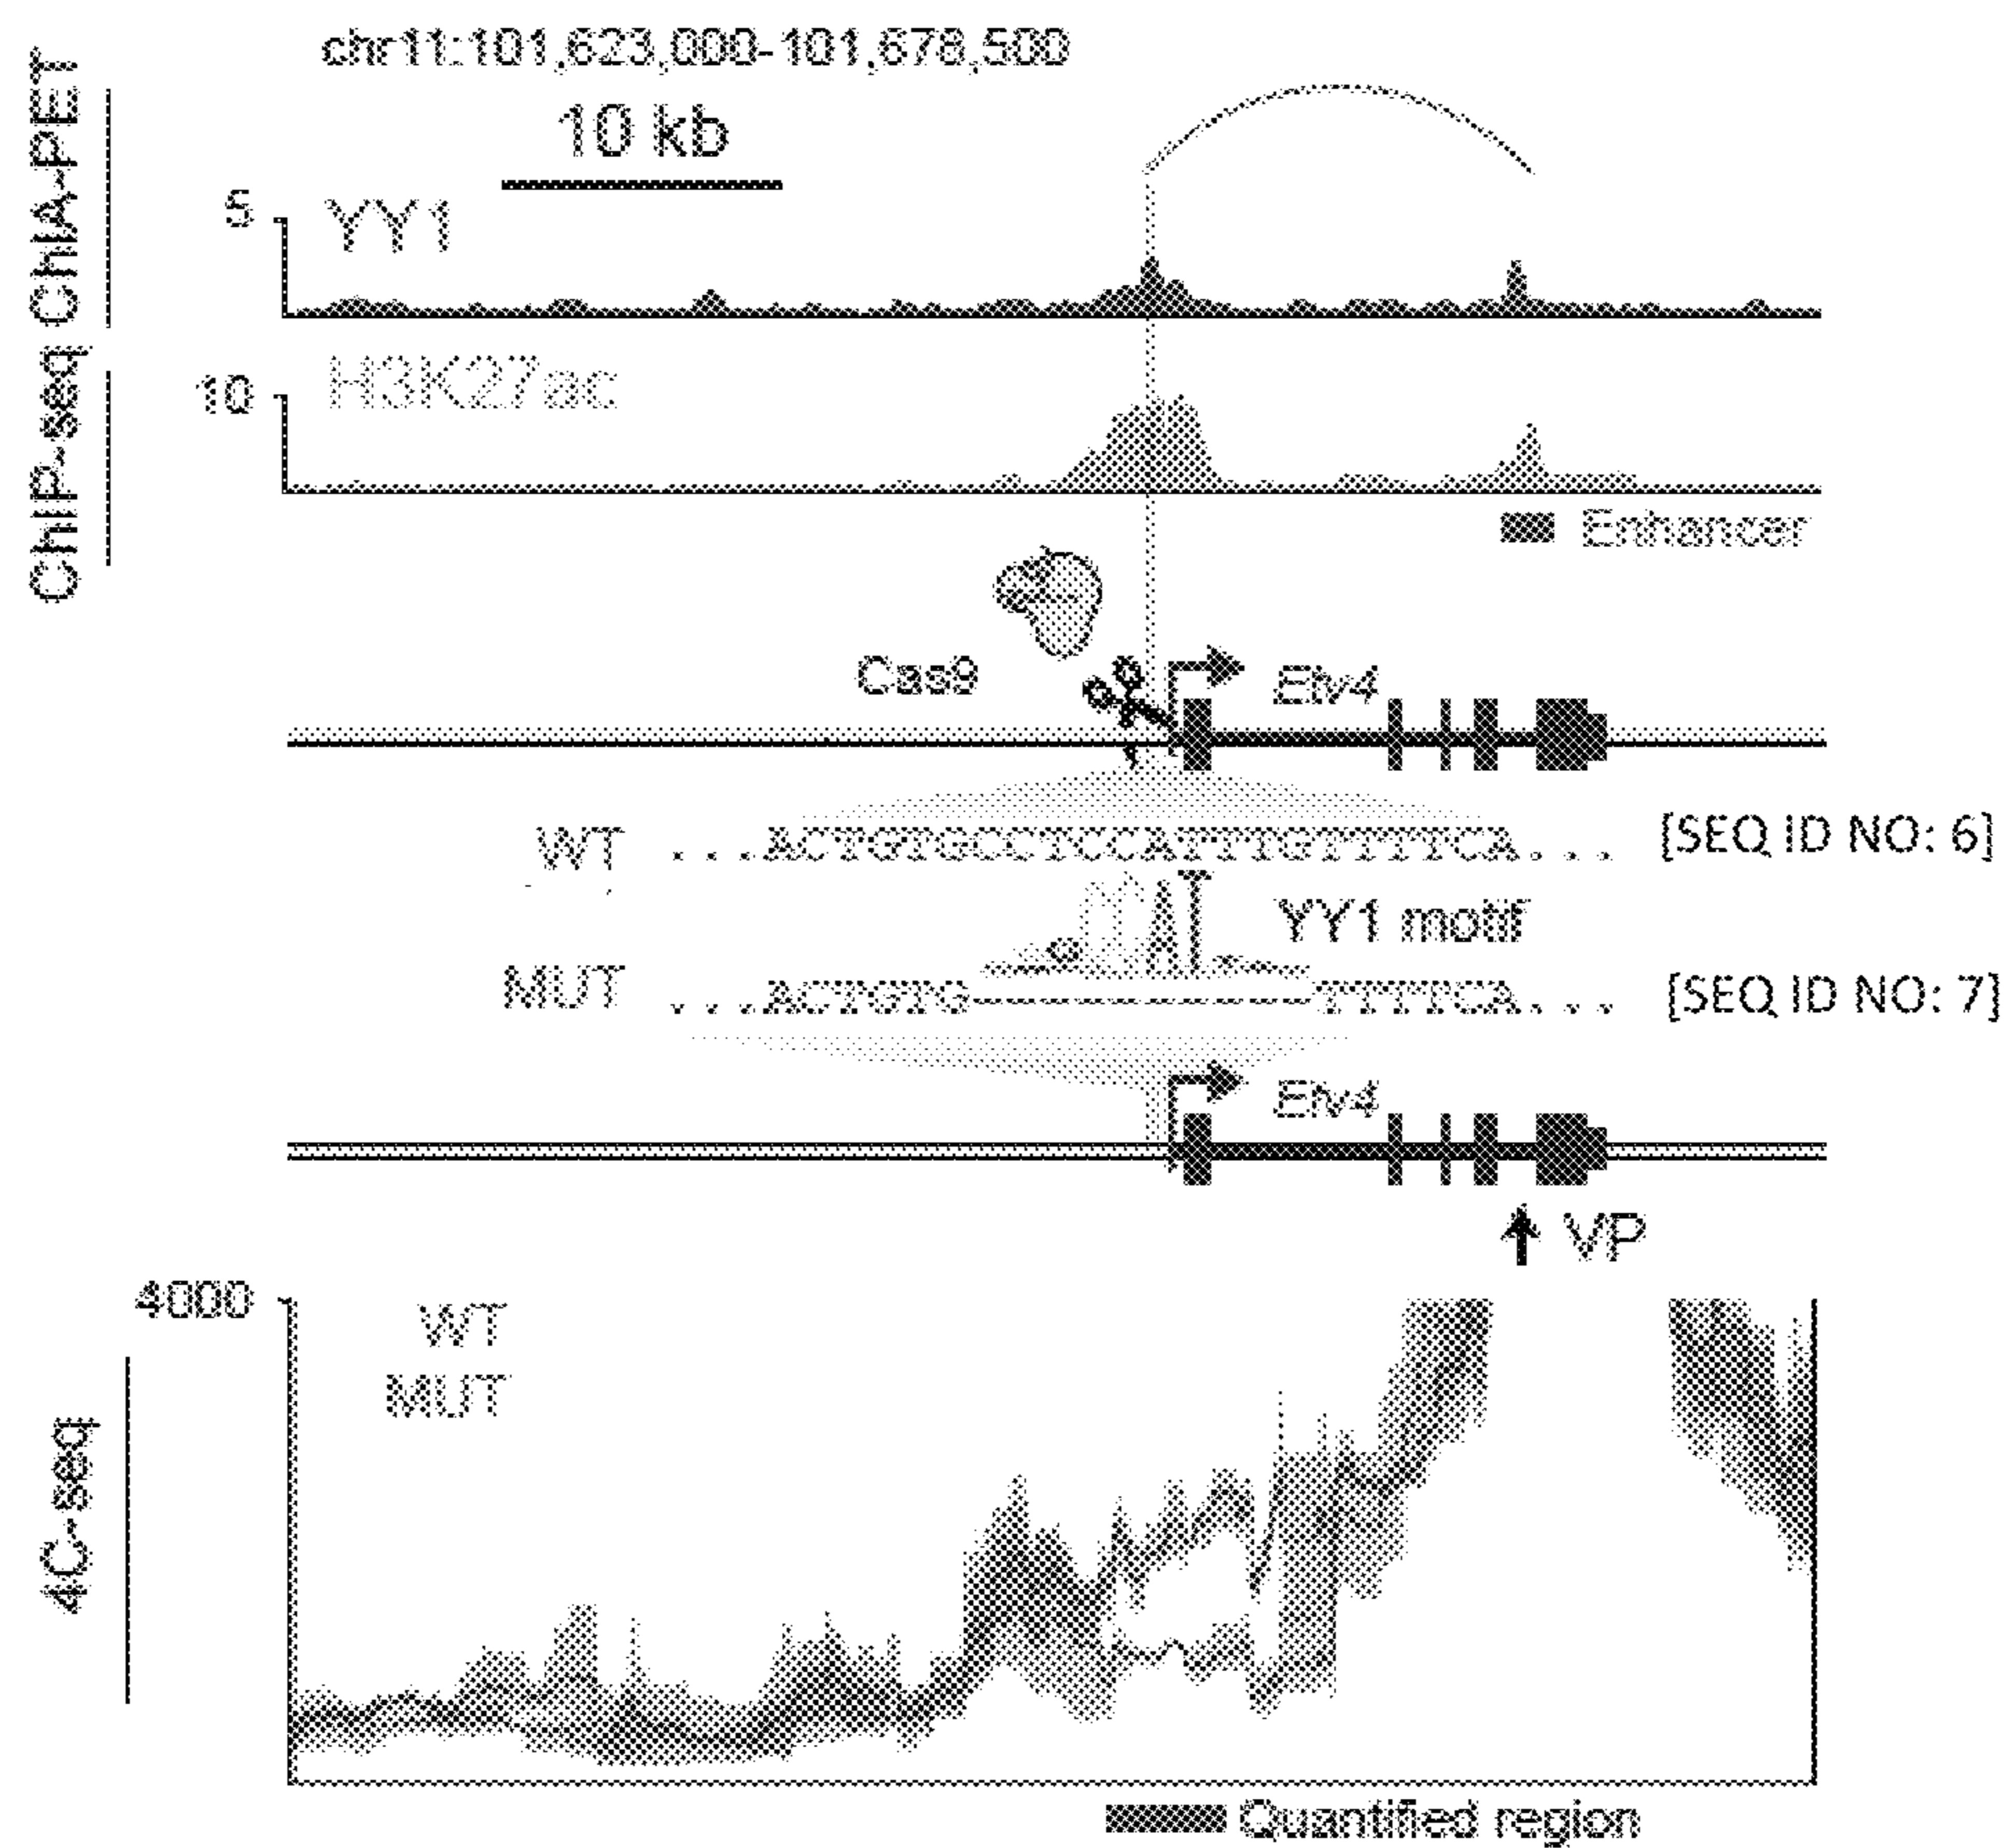 chr11:101,623,000-101,678,500
10 kb
ChIA-PET
5
YY1
ChIP-seq
10
H3K27ac
Enhancer
Cas9
Etv4
WT ...ACTGTGCCTCCATTTTGTTTTTCA... [SEQ ID NO: 6]
CCAT
YY1 motif
MUT ...ACTGTG----------TTTTCA... [SEQ ID NO: 7]
Etv4
VP
4000
WT
MUT
4C-seq
Quantified region